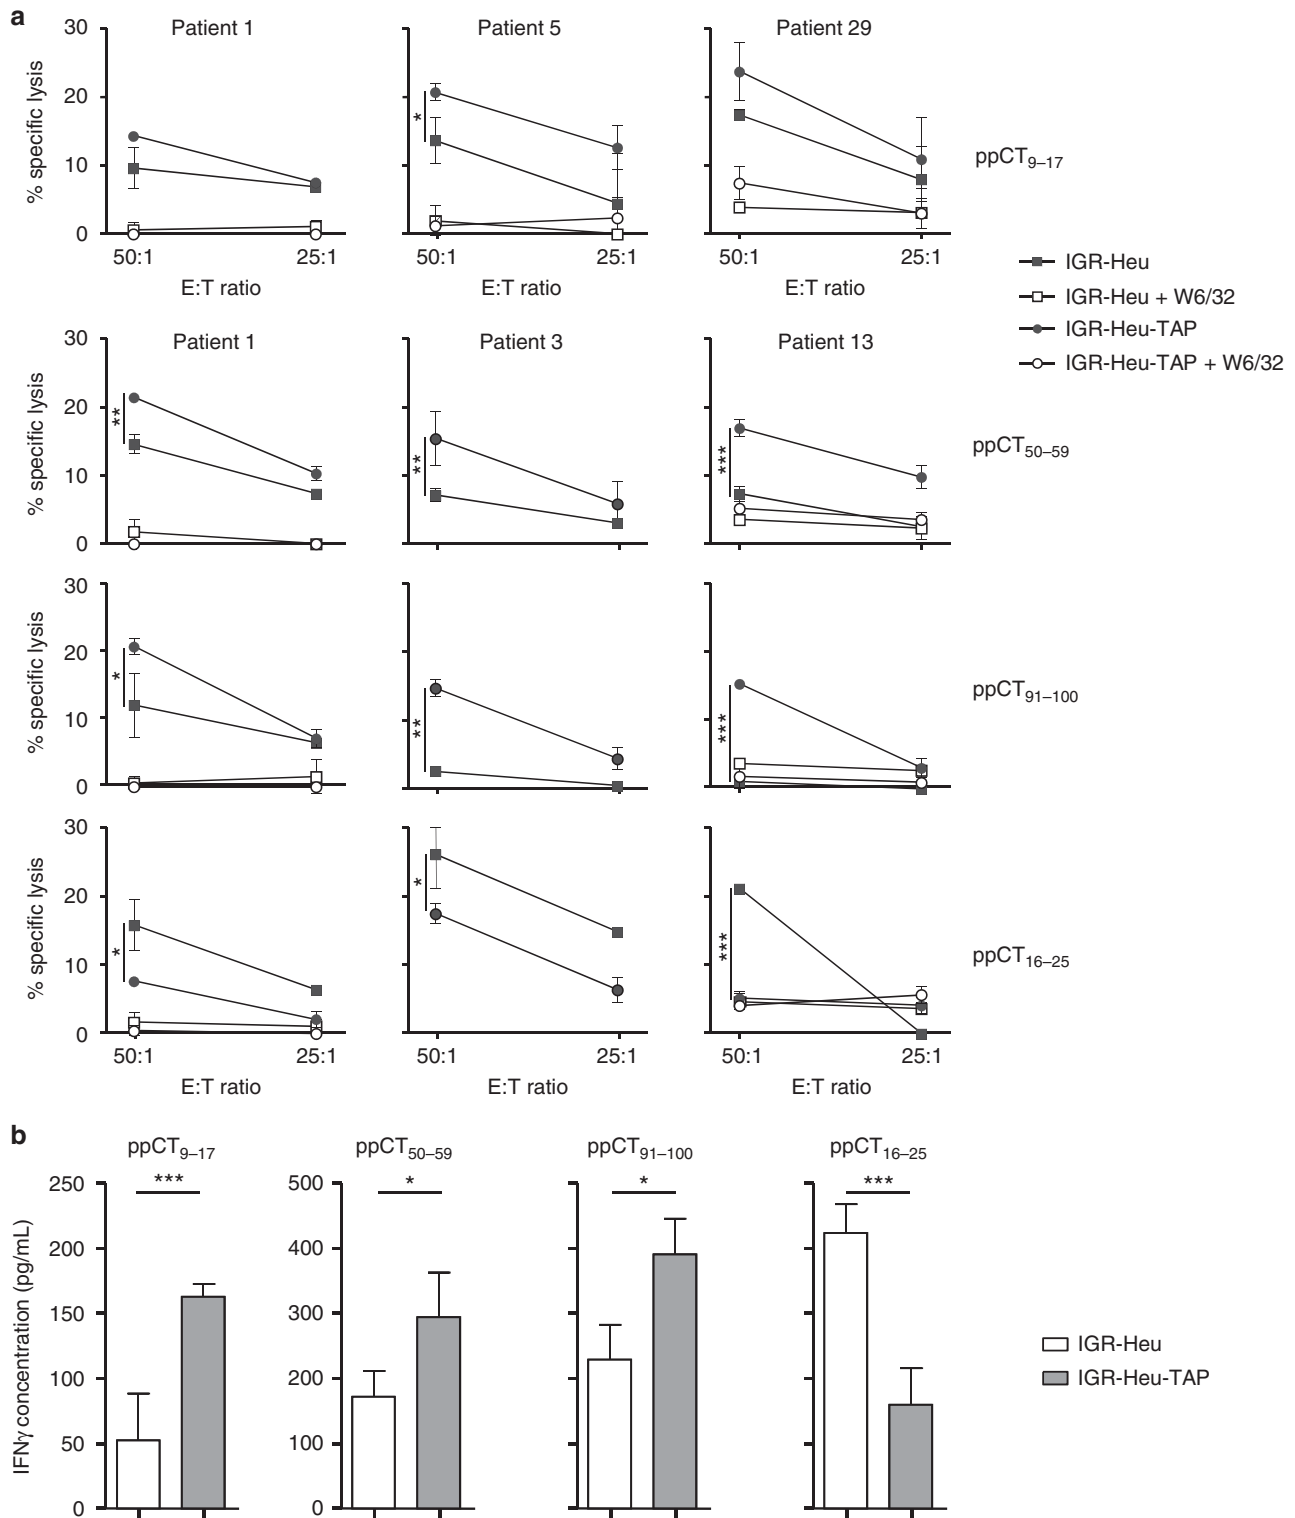 a
Patient 1 Patient 5 Patient 29
% specific lysis
30
20
10
0
*
ppCT9–17
50:1 25:1 50:1 25:1 50:1 25:1
E:T ratio E:T ratio E:T ratio
IGR-Heu
IGR-Heu + W6/32
IGR-Heu-TAP
IGR-Heu-TAP + W6/32
Patient 1 Patient 3 Patient 13
% specific lysis
30
20
10
0
** ** ***
ppCT50–59
% specific lysis
30
20
10
0
* ** ***
ppCT91–100
% specific lysis
30
20
10
0
* * ***
ppCT16–25
50:1 25:1 50:1 25:1 50:1 25:1
E:T ratio E:T ratio E:T ratio
b
ppCT9–17 ppCT50–59 ppCT91–100 ppCT16–25
*** * * ***
IFNγ concentration (pg/mL)
250
200
150
100
50
0
500
400
300
200
100
0
IGR-Heu
IGR-Heu-TAP